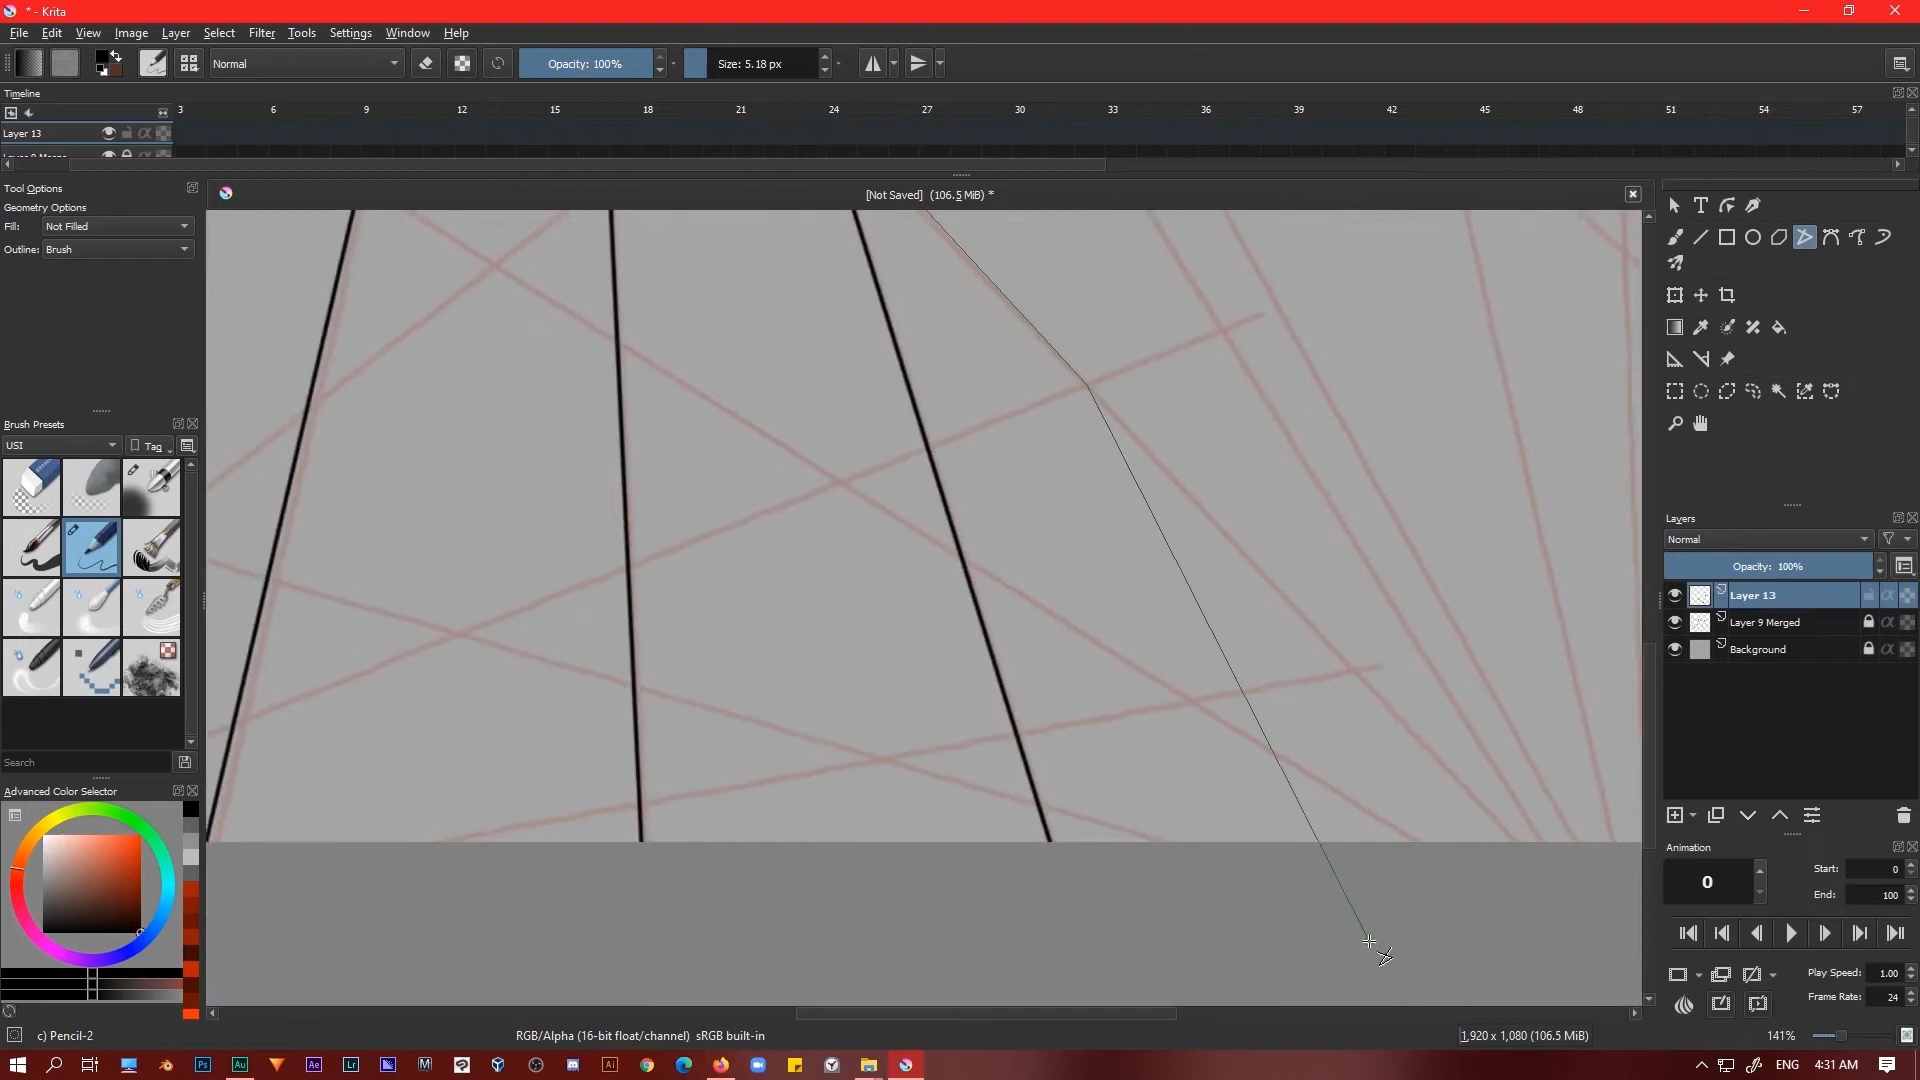 * - Krita
File Edit View Image Layer Select Filter Tools Settings Window Help
Normal Opacity: 100% Size: 5.18 px
Timeline
3 6 9 12 15 18 21 24 27 30 33 36 39 42 45 48 51 54 57
Layer 13
Tool Options
[Not Saved] (106.5 MiB) *
Geometry Options
Fill: Not Filled
Outline: Brush
Brush Presets
USI Tag
Search
Advanced Color Selector
Layers
Normal
Opacity: 100%
Layer 13
Layer 9 Merged
Background
Animation
0 Start: 0
End: 100
Play Speed: 1.00
Frame Rate: 24
c) Pencil-2 RGB/Alpha (16-bit float/channel) sRGB built-in 1,920 x 1,080 (106.5 MiB) 141%
Ps Au Ae Lr M Ai ENG 4:31 AM